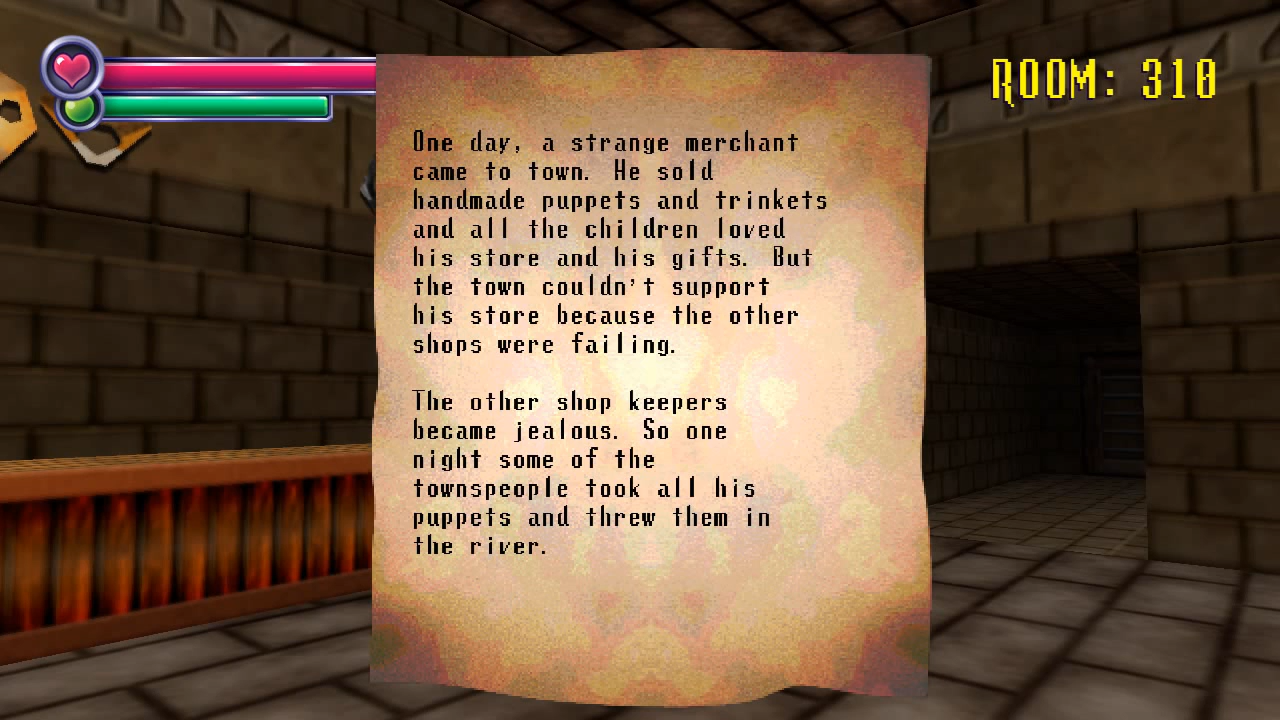 ROOM: 310
One day, a strange merchant
came to town. He sold
handmade puppets and trinkets
and all the children loved
his store and his gifts. But
the town couldn't support
his store because the other
shops were failing.
The other shop keepers
became jealous. So one
night some of the
townspeople took all his
puppets and threw them in
the river.